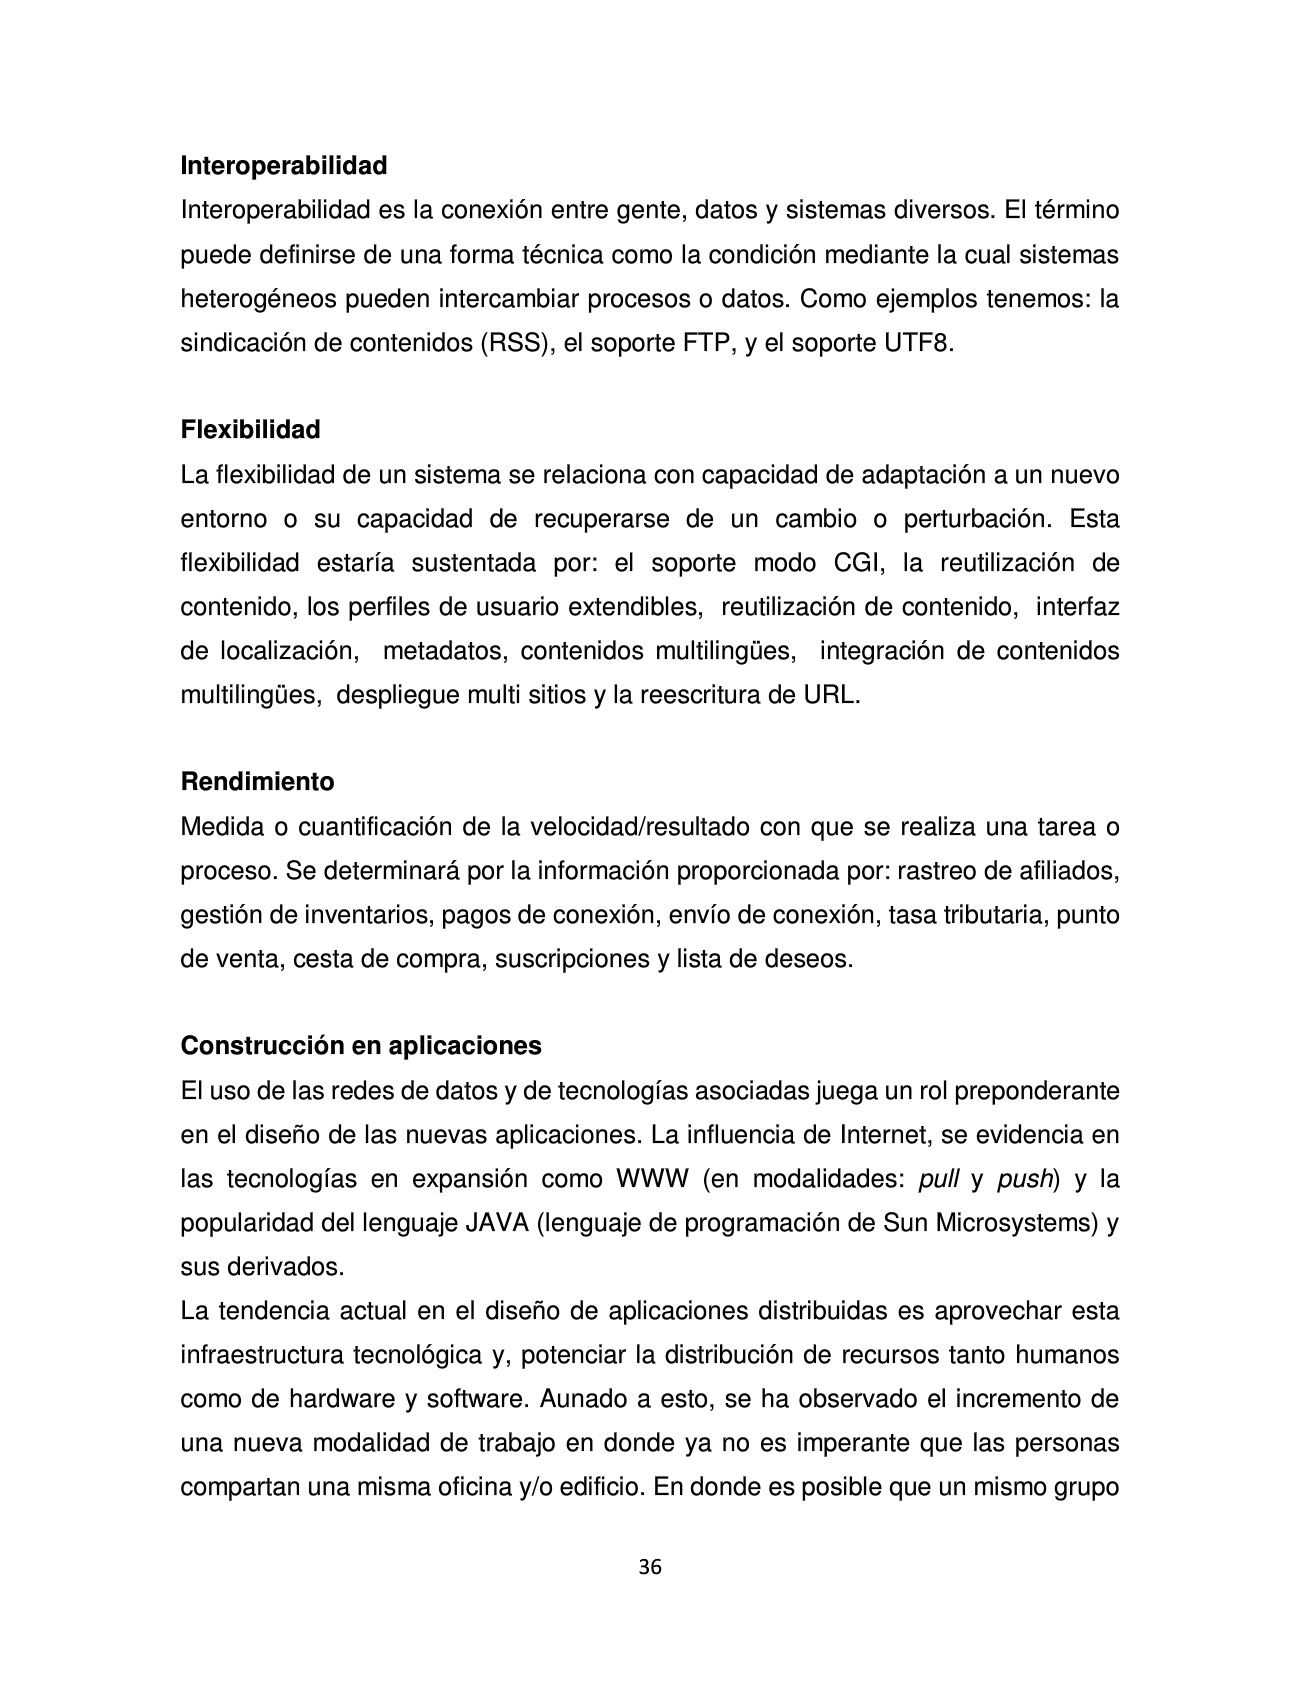 Interoperabilidad
Interoperabilidad es la conexión entre gente, datos y sistemas diversos. El término
puede definirse de una forma técnica como la condición mediante la cual sistemas
heterogéneos pueden intercambiar procesos o datos. Como ejemplos tenemos: la
sindicación de contenidos (RSS), el soporte FTP, y el soporte UTF8.
Flexibilidad
La flexibilidad de un sistema se relaciona con capacidad de adaptación a un nuevo
entorno o su capacidad de recuperarse de un cambio o perturbación. Esta
flexibilidad estaría sustentada por: el soporte modo CGI, la reutilización de
contenido, los perfiles de usuario extendibles, reutilización de contenido, interfaz
de localización, metadatos, contenidos multilingües, integración de contenidos
multilingües, despliegue multi sitios y la reescritura de URL.
Rendimiento
Medida o cuantificación de la velocidad/resultado con que se realiza una tarea o
proceso. Se determinará por la información proporcionada por: rastreo de afiliados,
gestión de inventarios, pagos de conexión, envío de conexión, tasa tributaria, punto
de venta, cesta de compra, suscripciones y lista de deseos.
Construcción en aplicaciones
El uso de las redes de datos y de tecnologías asociadas juega un rol preponderante
en el diseño de las nuevas aplicaciones. La influencia de Internet, se evidencia en
las tecnologías en expansión como WWW (en modalidades: pull y push) y la
popularidad del lenguaje JAVA (lenguaje de programación de Sun Microsystems) y
sus derivados.
La tendencia actual en el diseño de aplicaciones distribuidas es aprovechar esta
infraestructura tecnológica y, potenciar la distribución de recursos tanto humanos
como de hardware y software. Aunado a esto, se ha observado el incremento de
una nueva modalidad de trabajo en donde ya no es imperante que las personas
compartan una misma oficina y/o edificio. En donde es posible que un mismo grupo
36